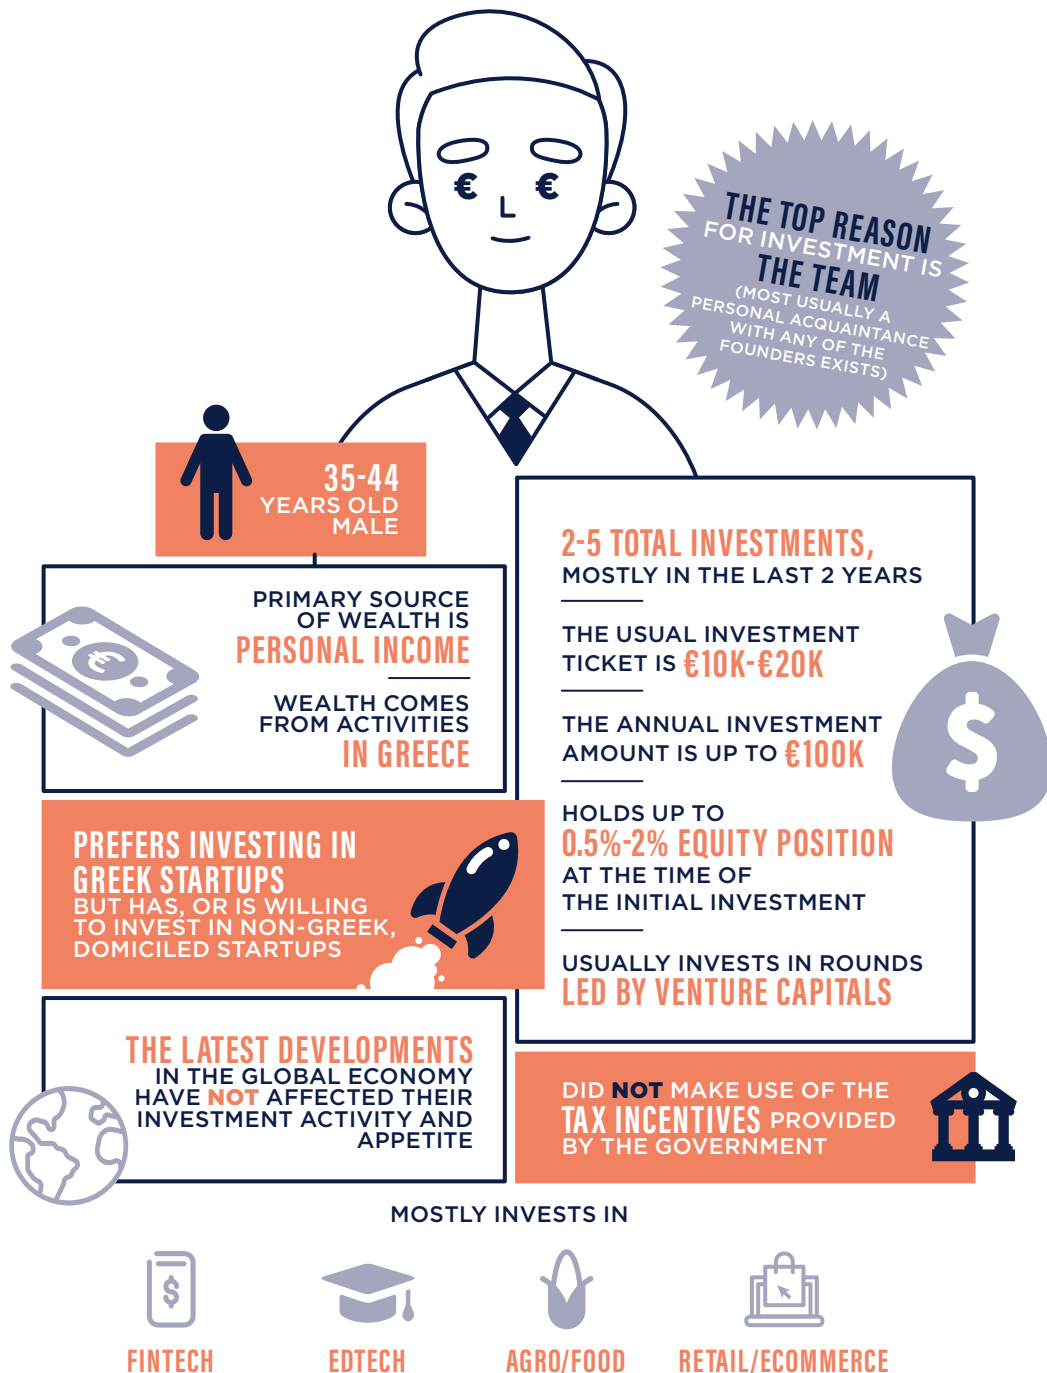 THE TOP REASON
FOR INVESTMENT IS
THE TEAM
(MOST USUALLY A
PERSONAL ACQUAINTANCE
WITH ANY OF THE
FOUNDERS EXISTS)
35-44
YEARS OLD
MALE
PRIMARY SOURCE
OF WEALTH IS
PERSONAL INCOME
WEALTH COMES
FROM ACTIVITIES
IN GREECE
PREFERS INVESTING IN
GREEK STARTUPS
BUT HAS, OR IS WILLING
TO INVEST IN NON-GREEK,
DOMICILED STARTUPS
THE LATEST DEVELOPMENTS
IN THE GLOBAL ECONOMY
HAVE NOT AFFECTED THEIR
INVESTMENT ACTIVITY AND
APPETITE
2-5 TOTAL INVESTMENTS,
MOSTLY IN THE LAST 2 YEARS
THE USUAL INVESTMENT
TICKET IS €10K-€20K
THE ANNUAL INVESTMENT
AMOUNT IS UP TO €100K
HOLDS UP TO
0.5%-2% EQUITY POSITION
AT THE TIME OF
THE INITIAL INVESTMENT
USUALLY INVESTS IN ROUNDS
LED BY VENTURE CAPITALS
DID NOT MAKE USE OF THE
TAX INCENTIVES PROVIDED
BY THE GOVERNMENT
MOSTLY INVESTS IN
FINTECH
EDTECH
AGRO/FOOD
RETAIL/ECOMMERCE